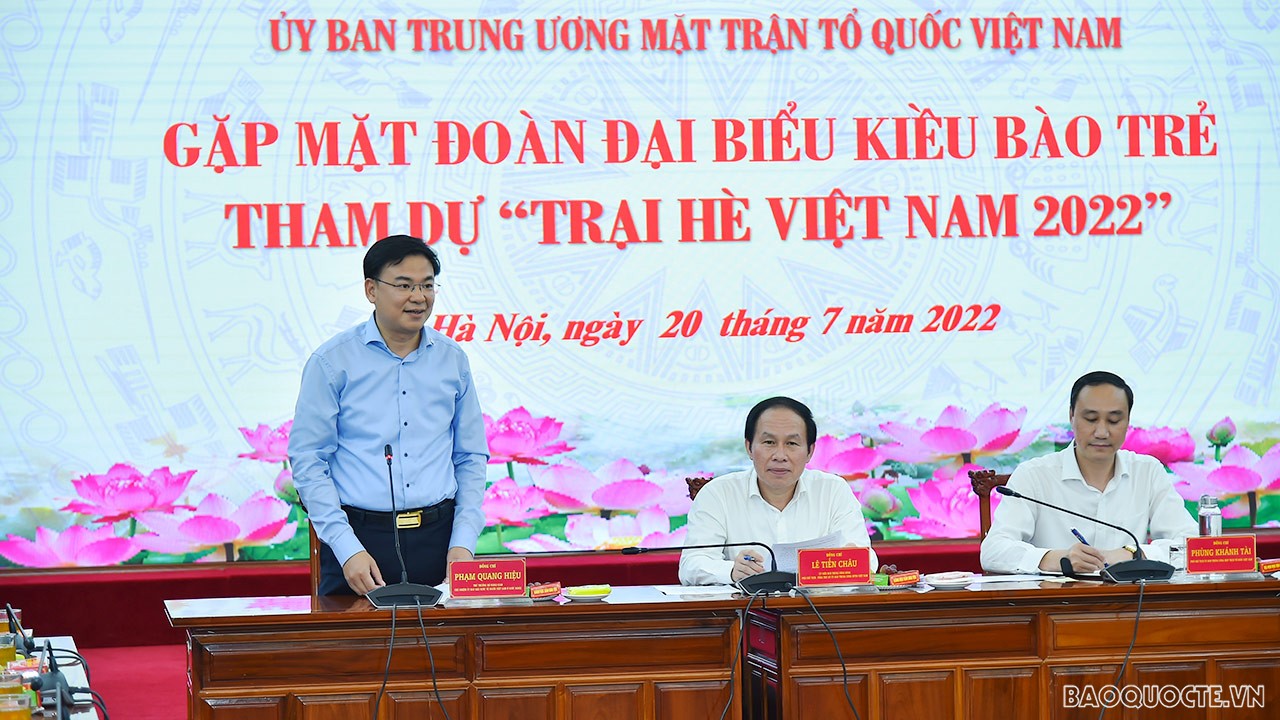 ỦY BAN TRUNG ƯƠNG MẶT TRẬN TỔ QUỐC VIỆT NAM
GẶP MẶT ĐOÀN ĐẠI BIỂU KIỀU BÀO TRẺ
THAM DỰ “TRẠI HÈ VIỆT NAM 2022”
Hà Nội, ngày 20 tháng 7 năm 2022
ĐỒNG CHÍ
PHẠM QUANG HIỆU
ĐỒNG CHÍ
LÊ TIẾN CHÂU
ĐỒNG CHÍ
PHÙNG KHÁNH TÀI
BAOQUOCTE.VN